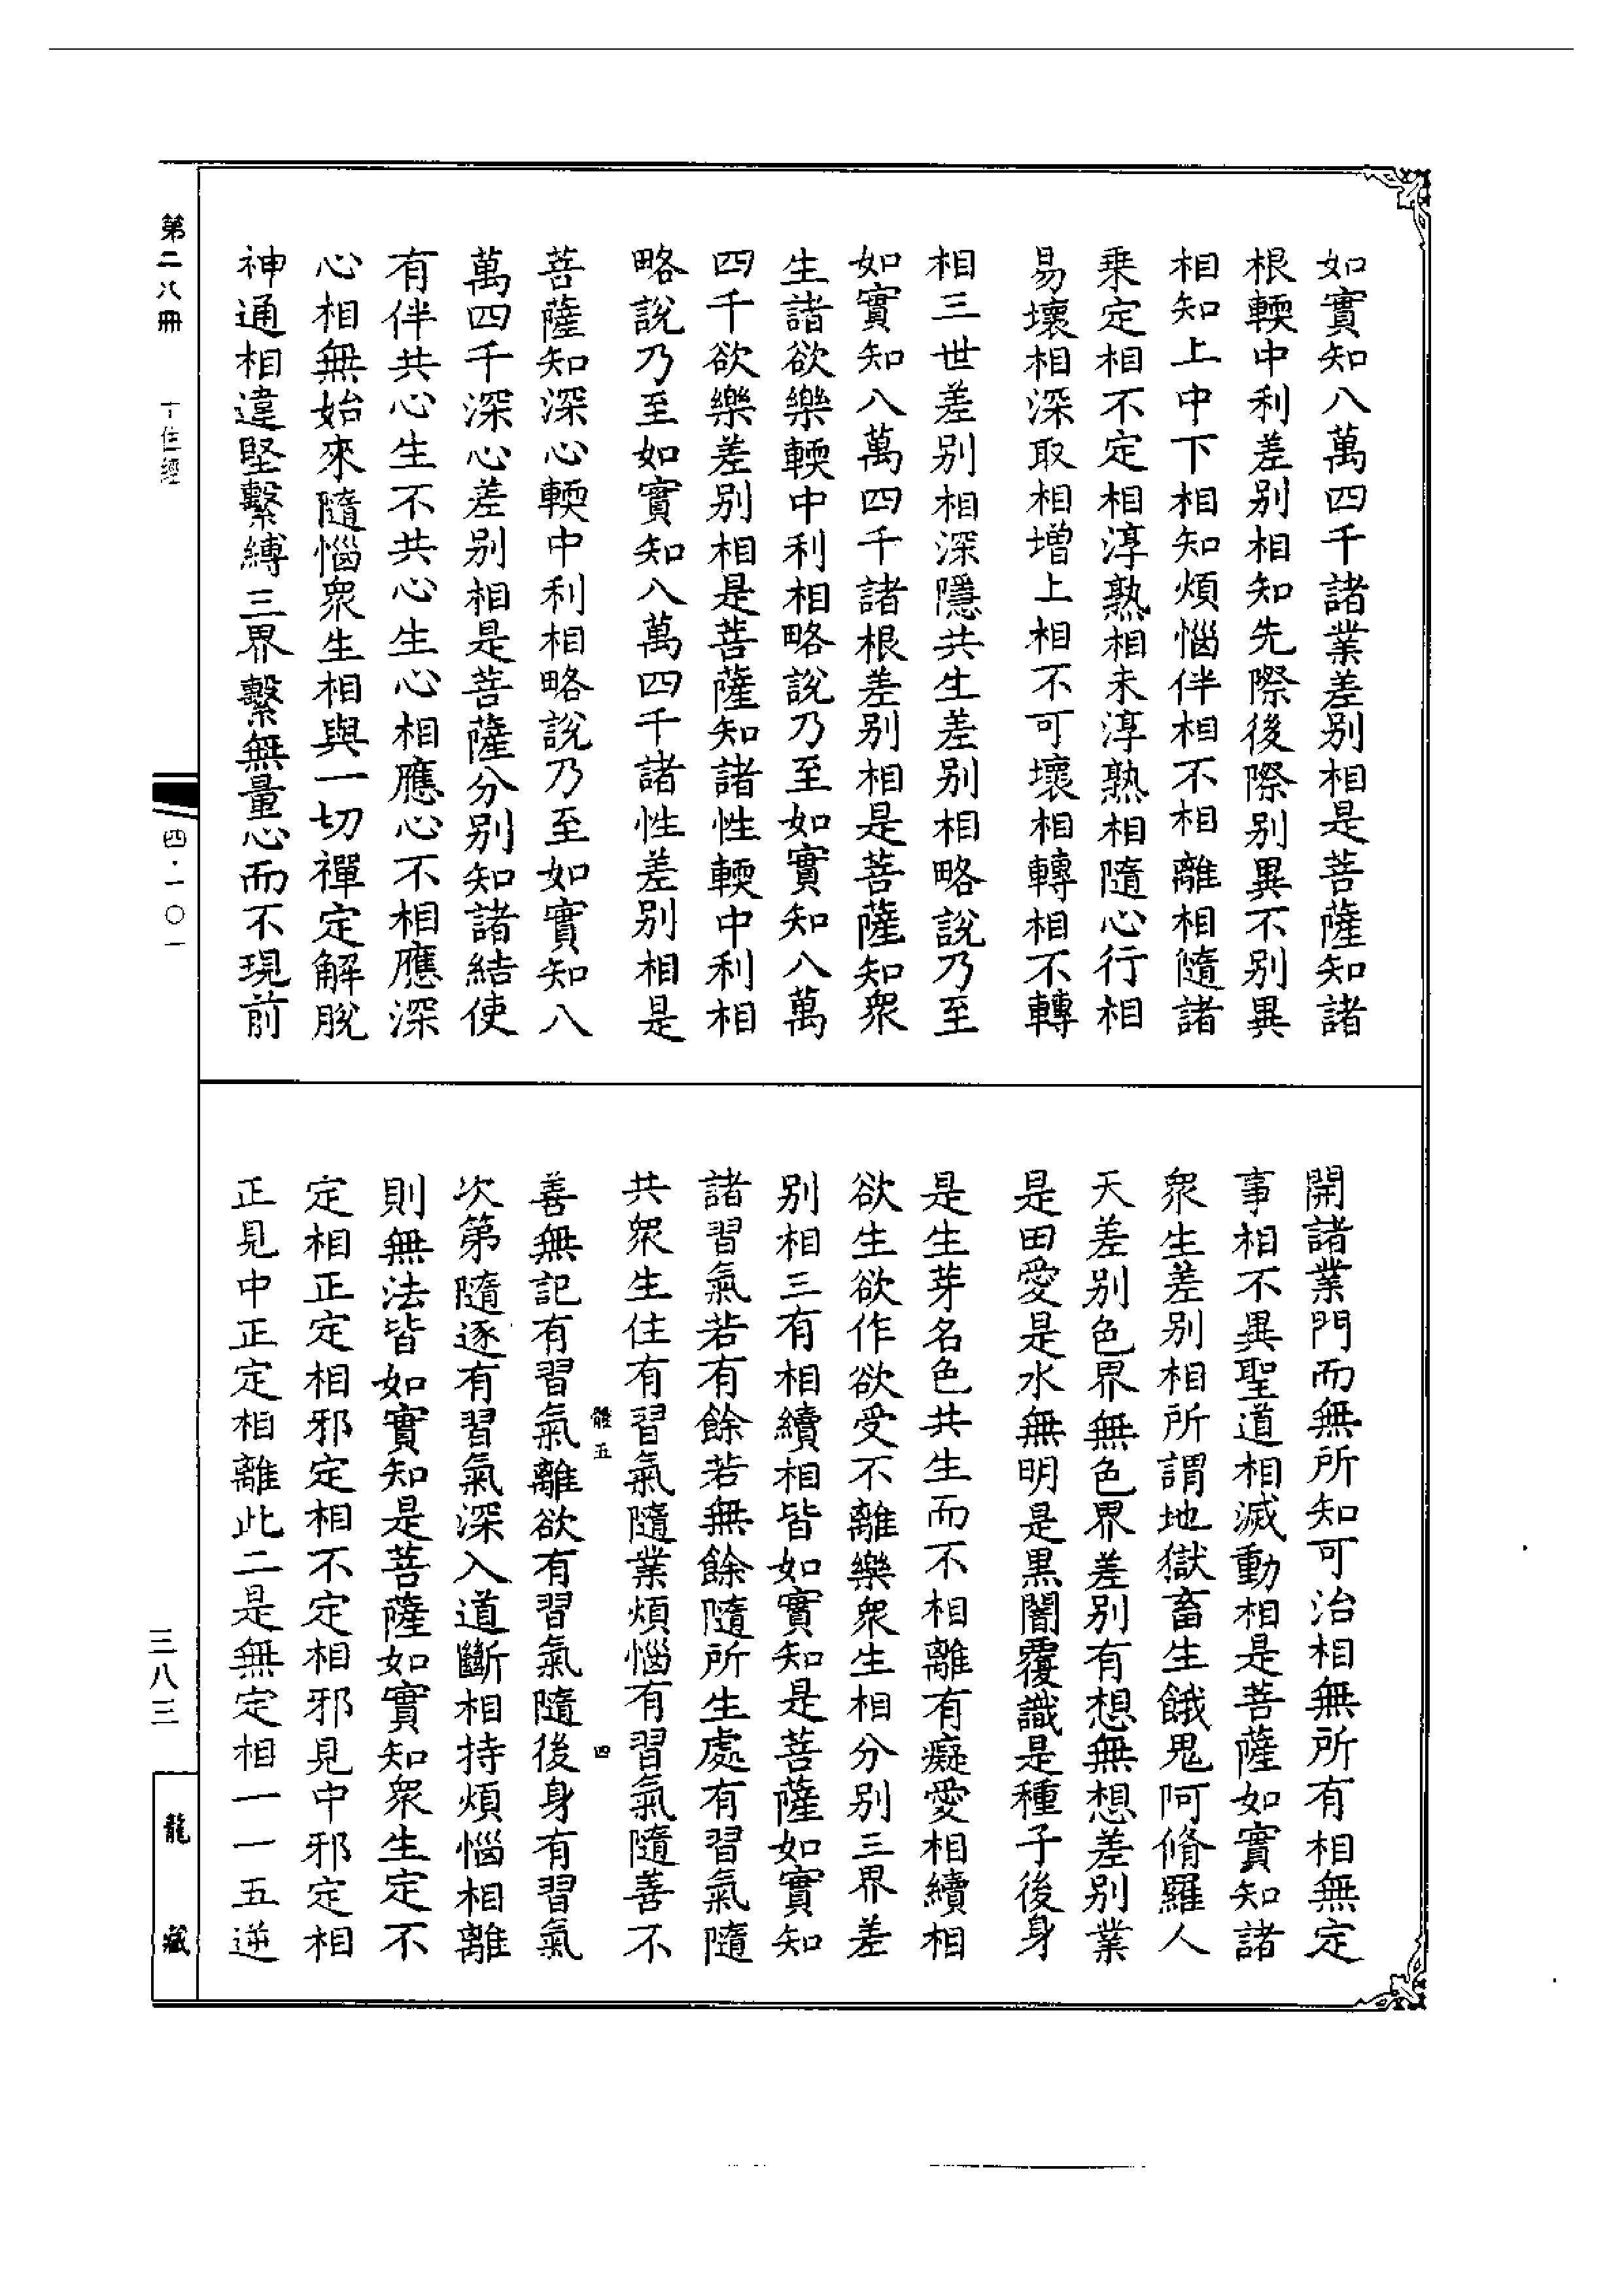 如實知八萬四千諸業差別相是菩薩知諸
根輭中利差別相知先際後際別異不別異
相知上中下相知煩惱伴相不相離相隨諸
乗定相不定相淳熟相未淳熟相隨心行相
易壞相深取相增上相不可壞相轉相不轉
相三世差別相深隱共生差別相略說乃至
如實知八萬四千諸根差別相是菩薩知衆
生諸欲樂輭中利相略說乃至如實知八萬
四千欲樂差別相是菩薩知諸性輭中利相
略說乃至如實知八萬四千諸性差別相是
菩薩知深心輭中利相略說乃至如實知八
萬四千深心差別相是菩薩分別知諸結使
有伴共心生不共心生心相應心不相應深
心相無始來隨惱衆生相與一切禪定解脫
神通相違堅繫縛三界繫無量心而不現前
開諸業門而無所知可治相無所有相無定
事相不異聖道相滅動相是菩薩如實知諸
衆生差別相所謂地獄畜生餓鬼阿脩羅人
天差別色界無色界差別有想無想差別業
是田愛是水無明是黒闇覆識是種子後身
是生芽名色共生而不相離有癡愛相續相
欲生欲作欲受不離樂衆生相分別三界差
別相三有相續相皆如實知是菩薩如實知
諸習氣若有餘若無餘隨所生處有習氣隨
共衆生住有習氣隨業煩惱有習氣隨善不
善無記有習氣離欲有習氣隨後身有習氣
次第隨逐有習氣深入道斷相持煩惱相離
則無法皆如實知是菩薩如實知衆生定不
定相正定相邪定相不定相邪見中邪定相
正見中正定相離此二是無定相一一五逆
四
五
第二八冊
十住經
四·一〇一
三八三
龍藏